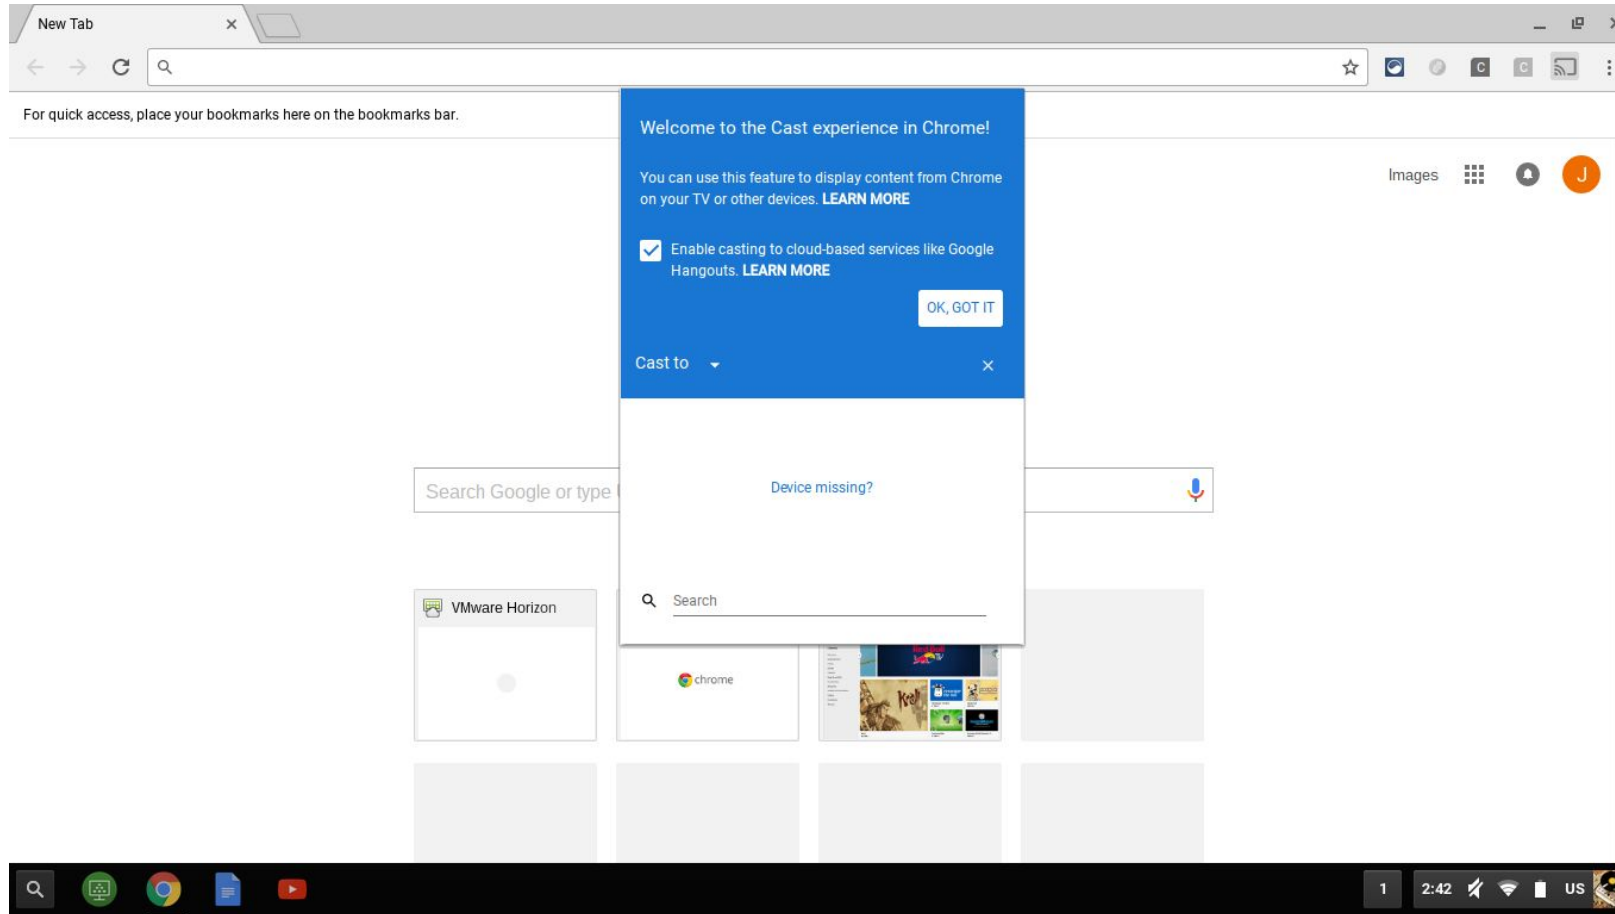 New Tab
For quick access, place your bookmarks here on the bookmarks bar.
Welcome to the Cast experience in Chrome!
You can use this feature to display content from Chrome
on your TV or other devices. LEARN MORE
Enable casting to cloud-based services like Google
Hangouts. LEARN MORE
OK, GOT IT
Cast to
Images
J
Device missing?
Search Google or type
Search
VMware Horizon
chrome
Red Bull
Krell
1
2:42
US